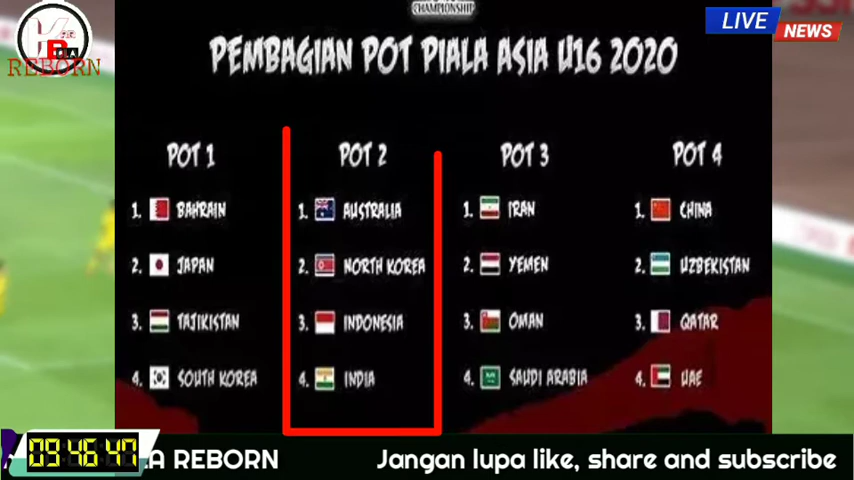 CHAMPIONSHIP
LIVE
NEWS
REBORN
PEMBAGIAN POT PIALA ASIA U16 2020
POT 1
1. BAHRAIN
2. JAPAN
3. TAJIKISTAN
4. SOUTH KOREA
POT 2
1. AUSTRALIA
2. NORTH KOREA
3. INDONESIA
4. INDIA
POT 3
1. IRAN
2. YEMEN
3. OMAN
4. SAUDI ARABIA
POT 4
1. CHINA
2. UZBEKISTAN
3. QATAR
4. UAE
09:46:47
LA REBORN
Jangan lupa like, share and subscribe